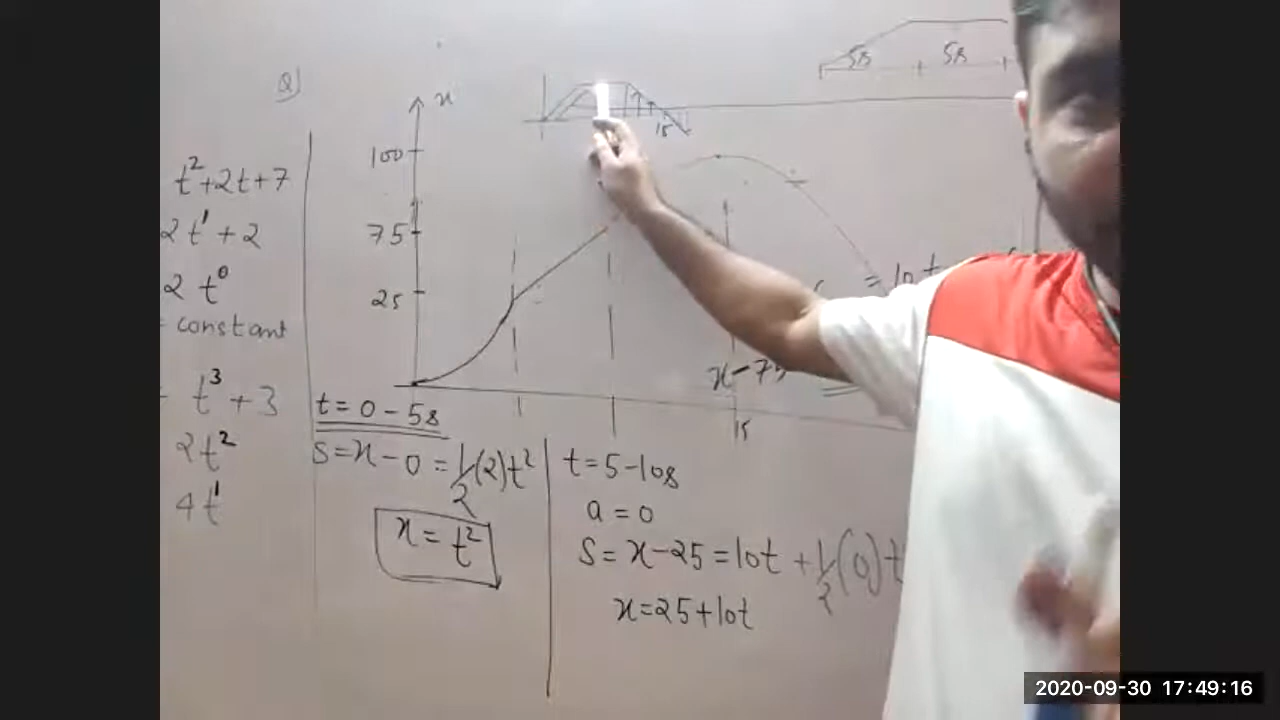 Q)
t²+2t+7
2t¹+2
2t⁰
= constant
t³+3
2t²
4t¹
x
100
75
25
15
5s 5s
= 10t
x-75
15
t=0-5s
S=x-0=1/2(2)t²
x=t²
t=5-10s
a=0
S=x-25=10t+1/2(0)t
x=25+10t
2020-09-30 17:49:16